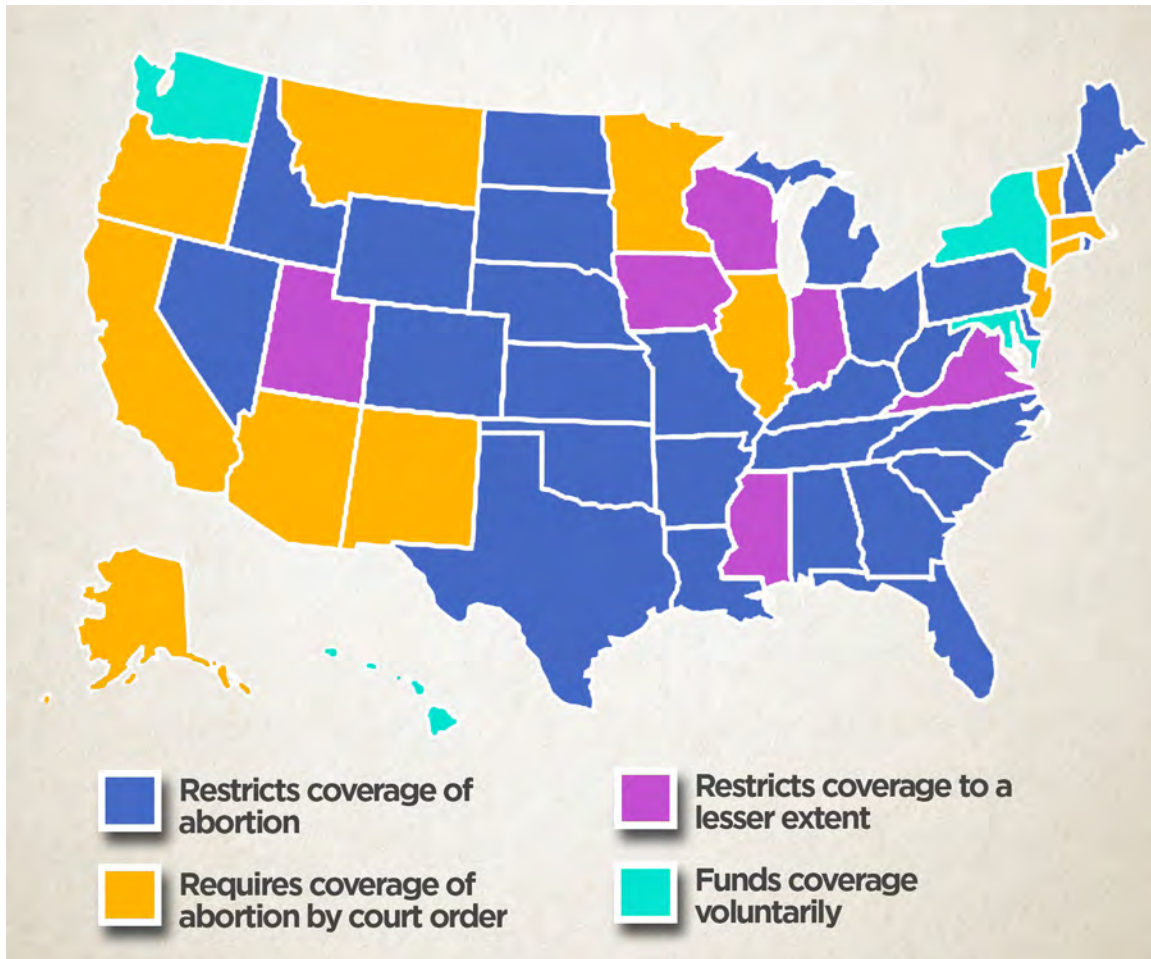 Restricts coverage of
abortion
Restricts coverage to a
lesser extent
Requires coverage of
abortion by court order
Funds coverage
voluntarily